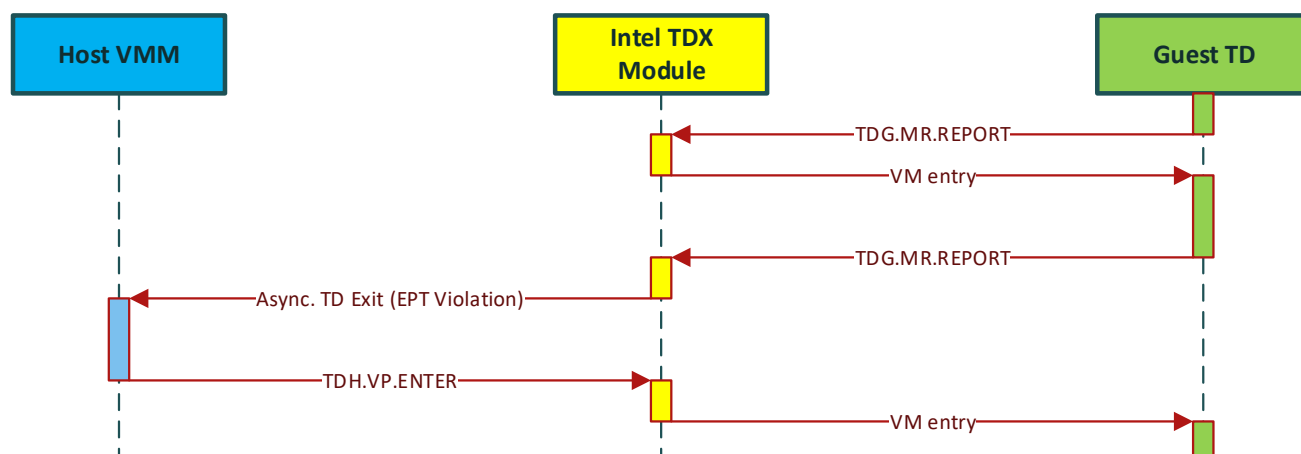 Host VMM
Intel TDX
Module
Guest TD
TDG.MR.REPORT
VM entry
TDG.MR.REPORT
Async. TD Exit (EPT Violation)
TDH.VP.ENTER
VM entry